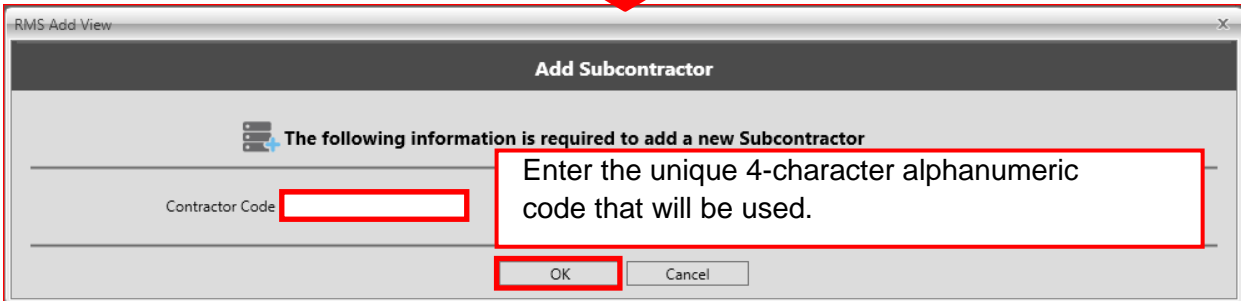 RMS Add View
x
Add Subcontractor
The following information is required to add a new Subcontractor
Enter the unique 4-character alphanumeric
code that will be used.
Contractor Code
OK
Cancel